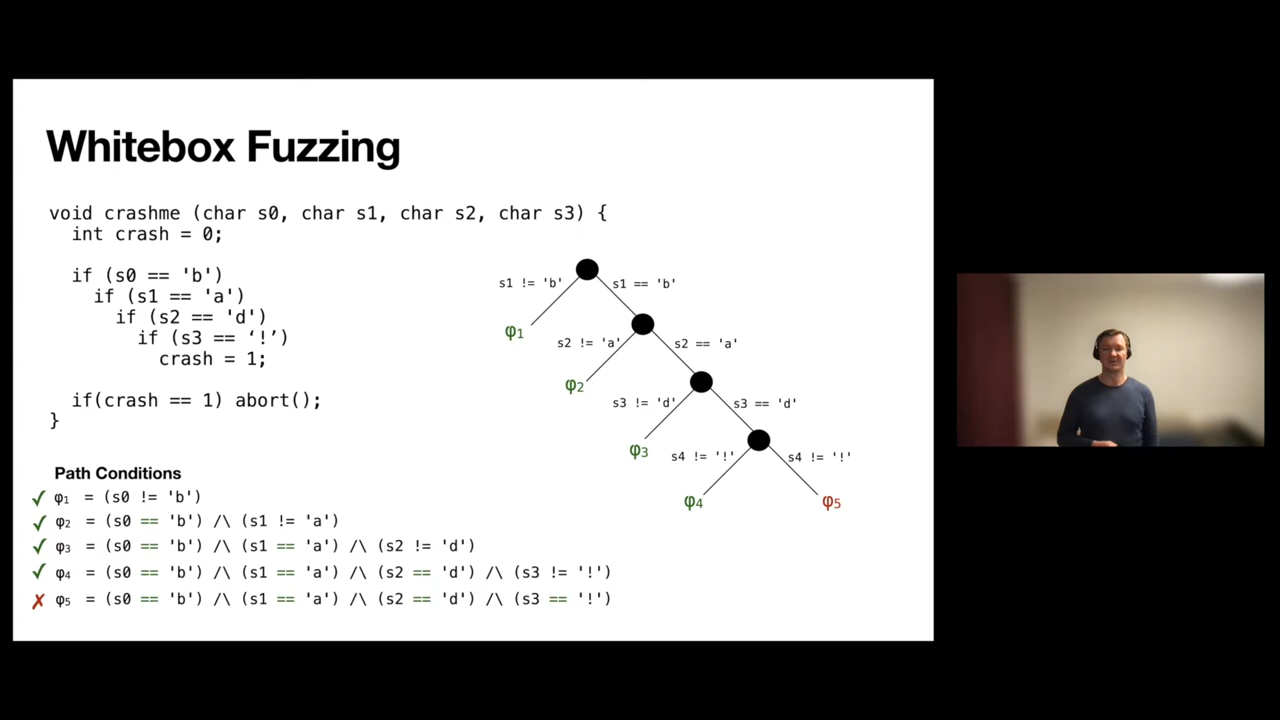 Whitebox Fuzzing
void crashme (char s0, char s1, char s2, char s3) {
int crash = 0;
if (s0 == 'b')
if (s1 == 'a')
if (s2 == 'd')
if (s3 == ‘!’)
crash = 1;
if(crash == 1) abort();
}
s1 != 'b' s1 == 'b'
φ1
s2 != 'a' s2 == 'a'
φ2
s3 != 'd' s3 == 'd'
φ3
s4 != '!' s4 != '!'
φ4 φ5
Path Conditions
✓ φ1 = (s0 != 'b')
✓ φ2 = (s0 == 'b') /\ (s1 != 'a')
✓ φ3 = (s0 == 'b') /\ (s1 == 'a') /\ (s2 != 'd')
✓ φ4 = (s0 == 'b') /\ (s1 == 'a') /\ (s2 == 'd') /\ (s3 != '!')
✗ φ5 = (s0 == 'b') /\ (s1 == 'a') /\ (s2 == 'd') /\ (s3 == '!')